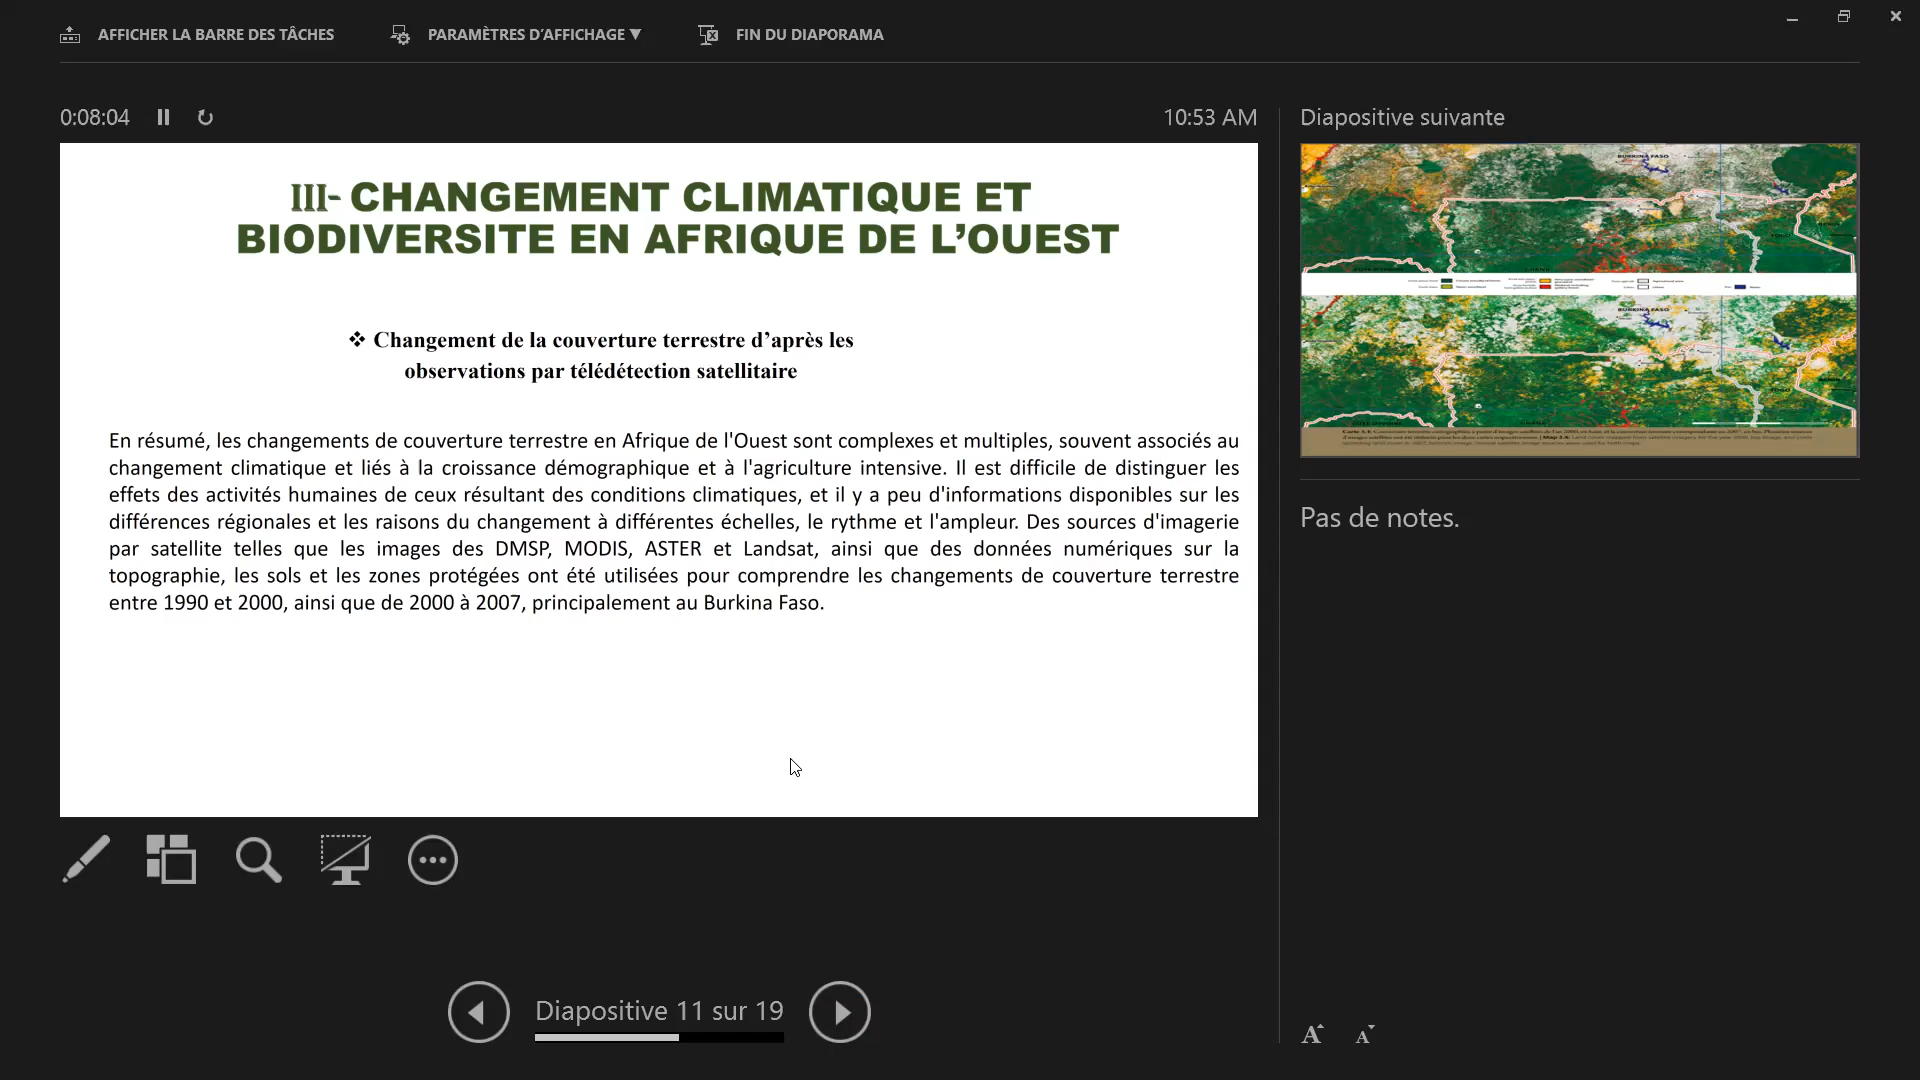 AFFICHER LA BARRE DES TÂCHES
PARAMÈTRES D'AFFICHAGE ▼
FIN DU DIAPORAMA
0:08:04
10:53 AM
III- CHANGEMENT CLIMATIQUE ET
BIODIVERSITE EN AFRIQUE DE L'OUEST
❖ Changement de la couverture terrestre d'après les
observations par télédétection satellitaire
En résumé, les changements de couverture terrestre en Afrique de l'Ouest sont complexes et multiples, souvent associés au
changement climatique et liés à la croissance démographique et à l'agriculture intensive. Il est difficile de distinguer les
effets des activités humaines de ceux résultant des conditions climatiques, et il y a peu d'informations disponibles sur les
différences régionales et les raisons du changement à différentes échelles, le rythme et l'ampleur. Des sources d'imagerie
par satellite telles que les images des DMSP, MODIS, ASTER et Landsat, ainsi que des données numériques sur la
topographie, les sols et les zones protégées ont été utilisées pour comprendre les changements de couverture terrestre
entre 1990 et 2000, ainsi que de 2000 à 2007, principalement au Burkina Faso.
Diapositive 11 sur 19
Diapositive suivante
BURKINA FASO
BURKINA FASO
Pas de notes.
A A